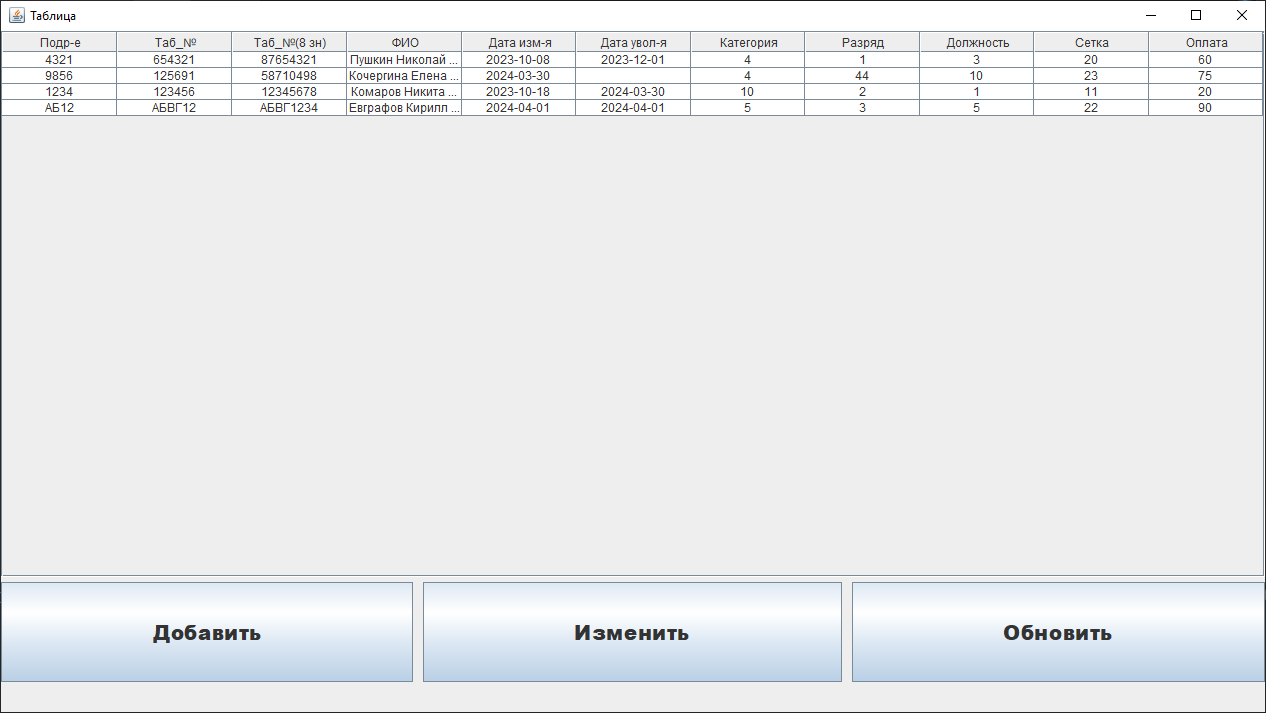 Таблица
Подр-е Таб_№ Таб_№(8 зн) ФИО Дата изм-я Дата увол-я Категория Разряд Должность Сетка Оплата
4321 654321 87654321 Пушкин Николай ... 2023-10-08 2023-12-01 4 1 3 20 60
9856 125691 58710498 Кочергина Елена ... 2024-03-30 4 44 10 23 75
1234 123456 12345678 Комаров Никита ... 2023-10-18 2024-03-30 10 2 1 11 20
АБ12 АБВГ12 АБВГ1234 Евграфов Кирилл ... 2024-04-01 2024-04-01 5 3 5 22 90
Добавить Изменить Обновить